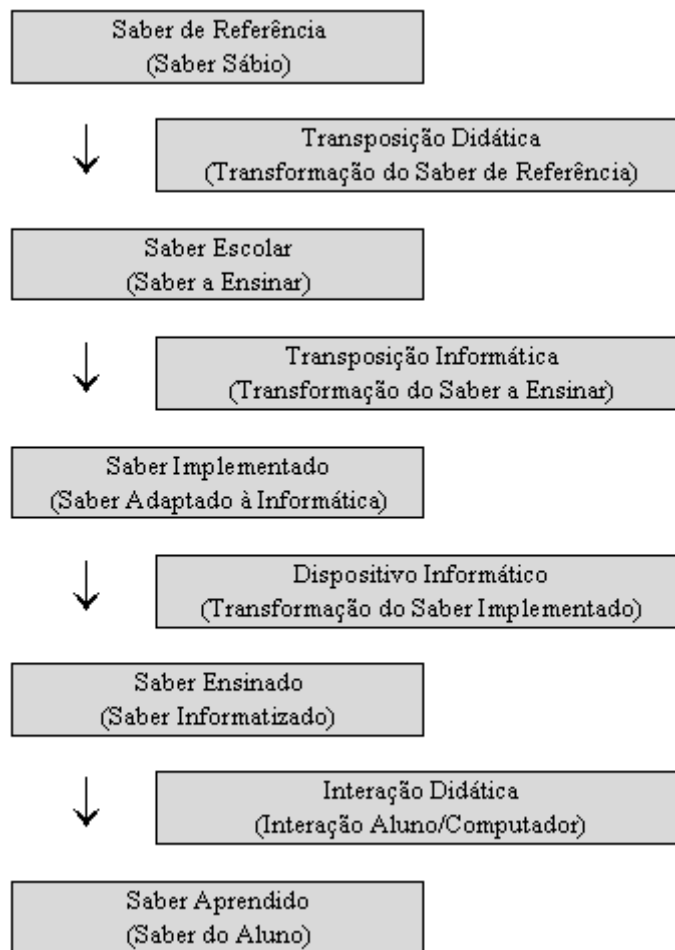 Saber de Referência
(Saber Sábio)
Transposição Didática
(Transformação do Saber de Referência)
Saber Escolar
(Saber a Ensinar)
Transposição Informática
(Transformação do Saber a Ensinar)
Saber Implementado
(Saber Adaptado à Informática)
Dispositivo Informático
(Transformação do Saber Implementado)
Saber Ensinado
(Saber Informatizado)
Interação Didática
(Interação Aluno/Computador)
Saber Aprendido
(Saber do Aluno)